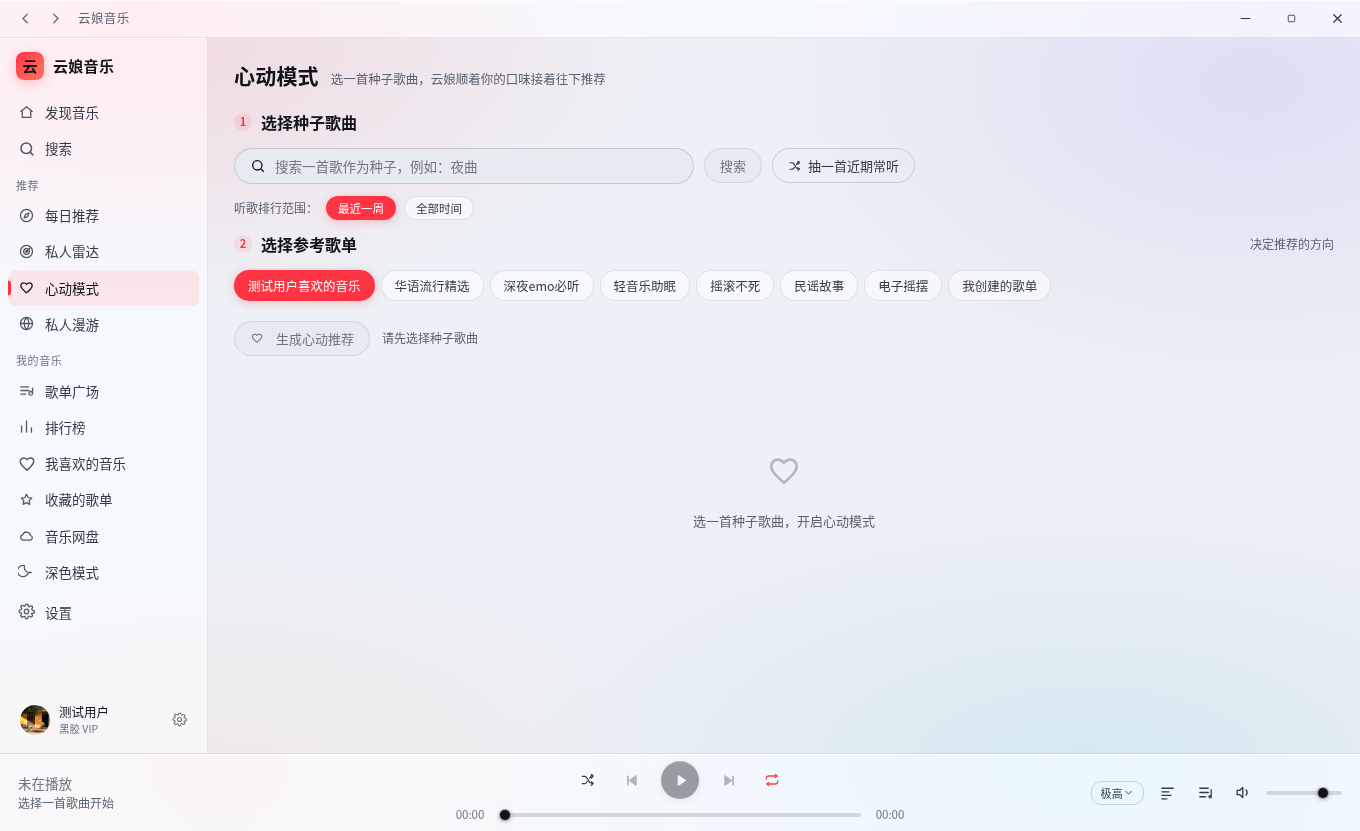 云娘音乐
云 云娘音乐
发现音乐
搜索
推荐
每日推荐
私人雷达
心动模式
私人漫游
我的音乐
歌单广场
排行榜
我喜欢的音乐
收藏的歌单
音乐网盘
深色模式
设置
测试用户
黑胶 VIP
心动模式 选一首种子歌曲，云娘顺着你的口味接着往下推荐
1 选择种子歌曲
搜索一首歌作为种子，例如：夜曲 搜索 抽一首近期常听
听歌排行范围： 最近一周 全部时间
2 选择参考歌单 决定推荐的方向
测试用户喜欢的音乐 华语流行精选 深夜emo必听 轻音乐助眠 摇滚不死 民谣故事 电子摇摆 我创建的歌单
生成心动推荐 请先选择种子歌曲
选一首种子歌曲，开启心动模式
未在播放
选择一首歌曲开始
00:00 00:00
极高